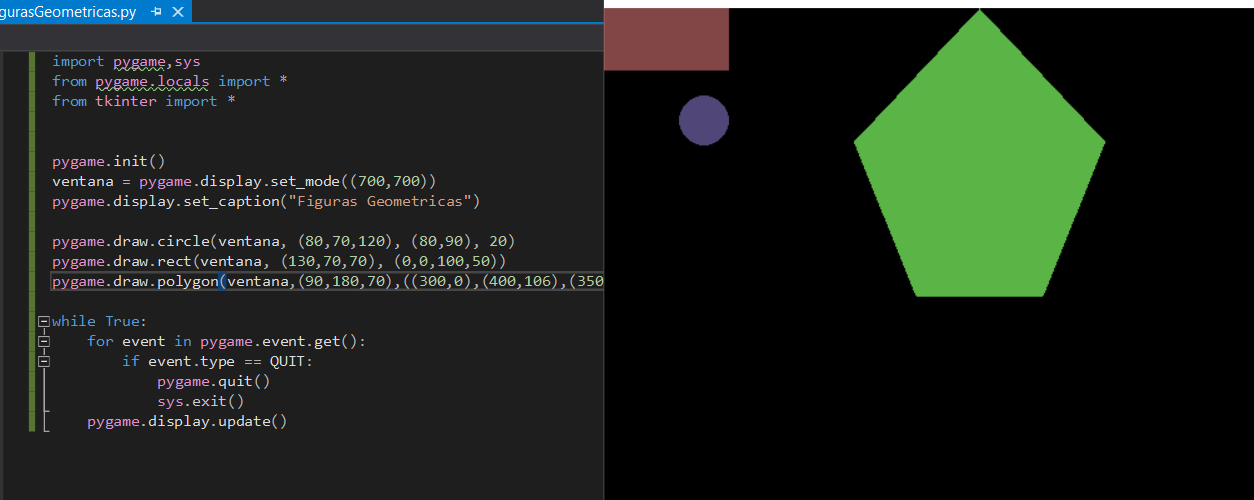 gurasGeometricas.py
import pygame,sys
from pygame.locals import *
from tkinter import *
pygame.init()
ventana = pygame.display.set_mode((700,700))
pygame.display.set_caption("Figuras Geometricas")
pygame.draw.circle(ventana, (80,70,120), (80,90), 20)
pygame.draw.rect(ventana, (130,70,70), (0,0,100,50))
pygame.draw.polygon(ventana,(90,180,70),((300,0),(400,106),(350
while True:
for event in pygame.event.get():
if event.type == QUIT:
pygame.quit()
sys.exit()
pygame.display.update()